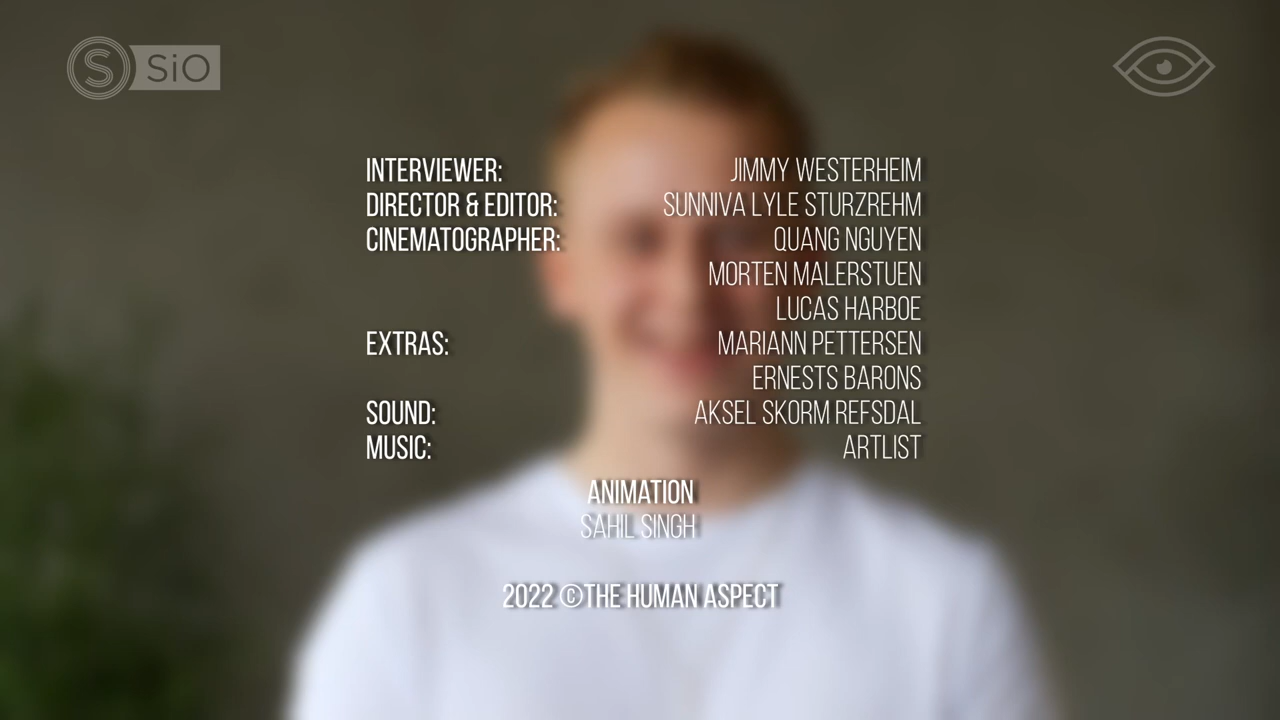 S SiO
INTERVIEWER: JIMMY WESTERHEIM
DIRECTOR & EDITOR: SUNNIVA LYLE STURZREHM
CINEMATOGRAPHER: QUANG NGUYEN
MORTEN MALERSTUEN
LUCAS HARBOE
EXTRAS: MARIANN PETTERSEN
ERNESTS BARONS
SOUND: AKSEL SKORM REFSDAL
MUSIC: ARTLIST
ANIMATION
SAHIL SINGH
2022 ©THE HUMAN ASPECT